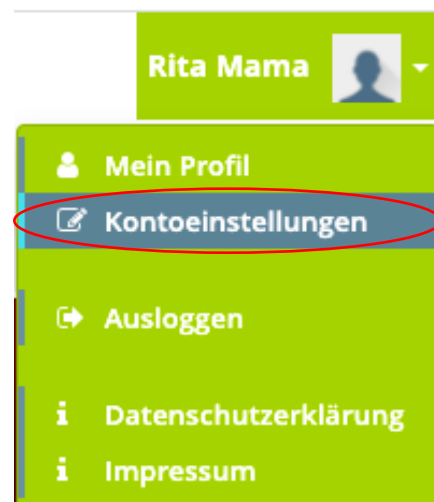 Rita Mama
Mein Profil
Kontoeinstellungen
Ausloggen
Datenschutzerklärung
Impressum